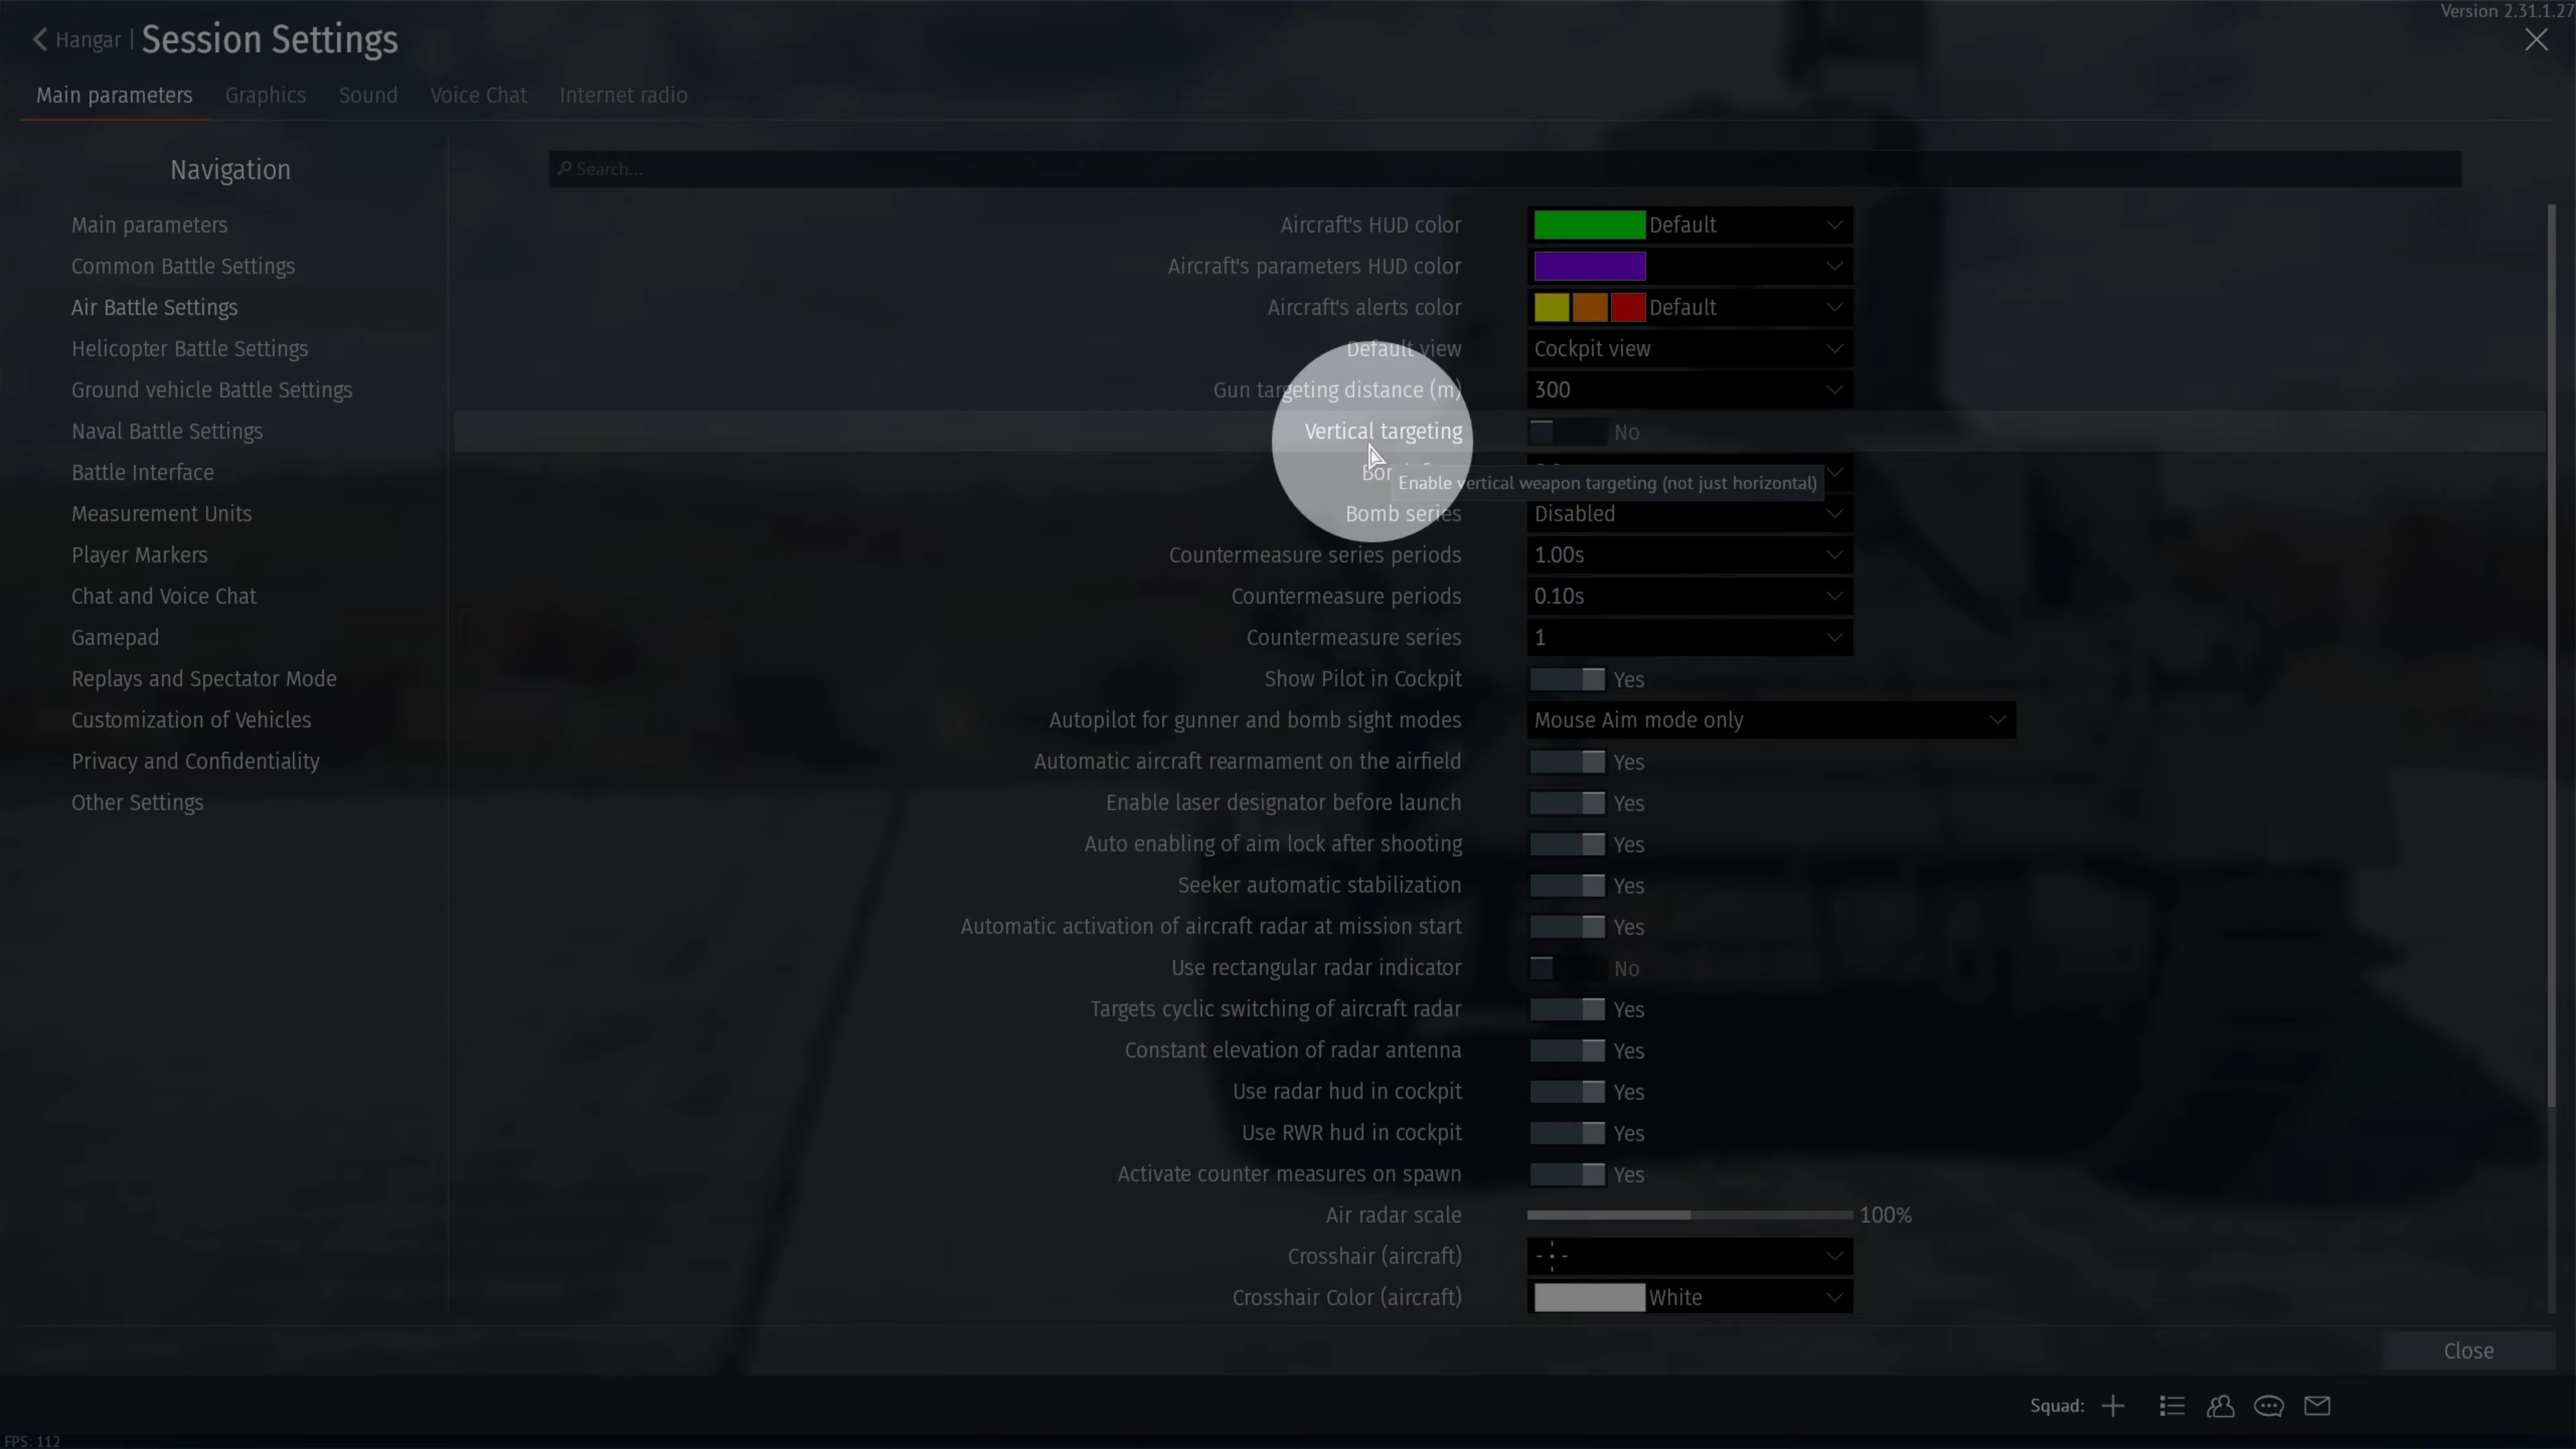 Version 2.31.1.27
Hangar | Session Settings
Main parameters Graphics Sound Voice Chat Internet radio
Navigation
Main parameters
Common Battle Settings
Air Battle Settings
Helicopter Battle Settings
Ground vehicle Battle Settings
Naval Battle Settings
Battle Interface
Measurement Units
Player Markers
Chat and Voice Chat
Gamepad
Replays and Spectator Mode
Customization of Vehicles
Privacy and Confidentiality
Other Settings
Search...
Aircraft's HUD color Default
Aircraft's parameters HUD color
Aircraft's alerts color Default
Default view Cockpit view
Gun targeting distance (m) 300
Vertical targeting No
Enable vertical weapon targeting (not just horizontal)
Bomb series Disabled
Countermeasure series periods 1.00s
Countermeasure periods 0.10s
Countermeasure series 1
Show Pilot in Cockpit Yes
Autopilot for gunner and bomb sight modes Mouse Aim mode only
Automatic aircraft rearmament on the airfield Yes
Enable laser designator before launch Yes
Auto enabling of aim lock after shooting Yes
Seeker automatic stabilization Yes
Automatic activation of aircraft radar at mission start Yes
Use rectangular radar indicator No
Targets cyclic switching of aircraft radar Yes
Constant elevation of radar antenna Yes
Use radar hud in cockpit Yes
Use RWR hud in cockpit Yes
Activate counter measures on spawn Yes
Air radar scale 100%
Crosshair (aircraft)
Crosshair Color (aircraft) White
Close
Squad:
FPS: 112